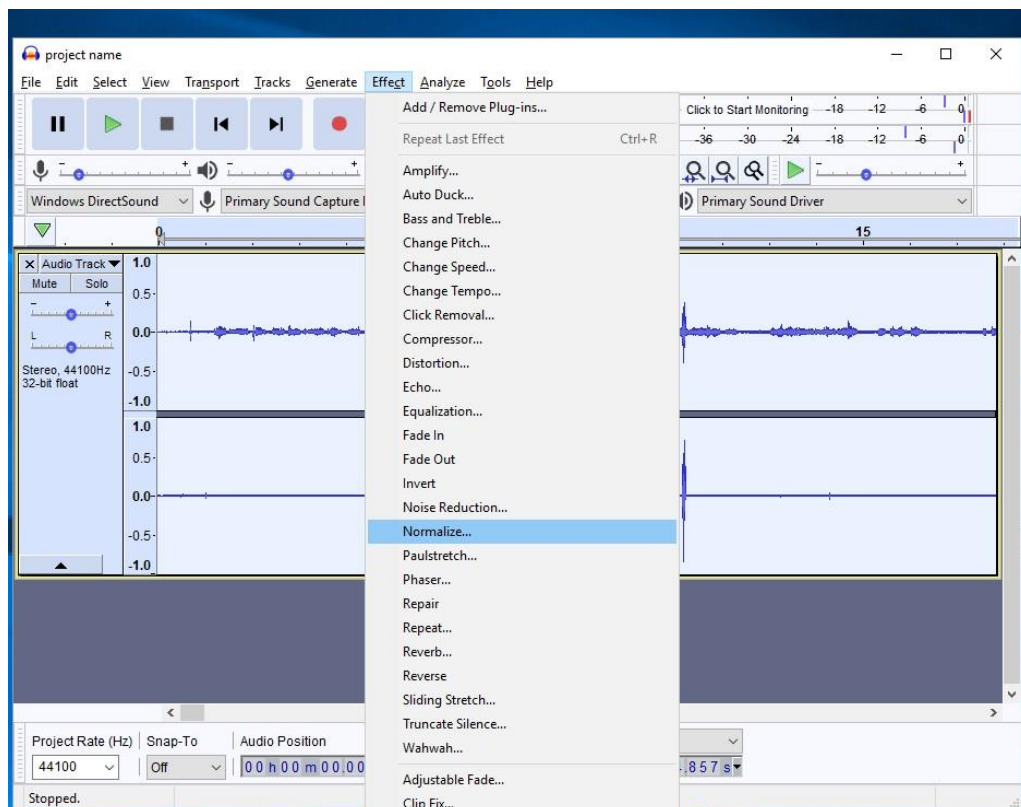 project name
File Edit Select View Transport Tracks Generate Effect Analyze Tools Help
Click to Start Monitoring -18 -12 -6 0
-36 -30 -24 -18 -12 -6 0
Windows DirectSound Primary Sound Capture Primary Sound Driver
0 15
Audio Track 1.0
Mute Solo
0.5
- +
L R 0.0
Stereo, 44100Hz -0.5
32-bit float
-1.0
1.0
0.5
0.0
-0.5
-1.0
Add / Remove Plug-ins...
Repeat Last Effect Ctrl+R
Amplify...
Auto Duck...
Bass and Treble...
Change Pitch...
Change Speed...
Change Tempo...
Click Removal...
Compressor...
Distortion...
Echo...
Equalization...
Fade In
Fade Out
Invert
Noise Reduction...
Normalize...
Paulstretch...
Phaser...
Repair
Repeat...
Reverb...
Reverse
Sliding Stretch...
Truncate Silence...
Wahwah...
Adjustable Fade...
Clip Fix...
Project Rate (Hz) Snap-To Audio Position
44100 Off 00 h 00 m 00.00 .857 s
Stopped.